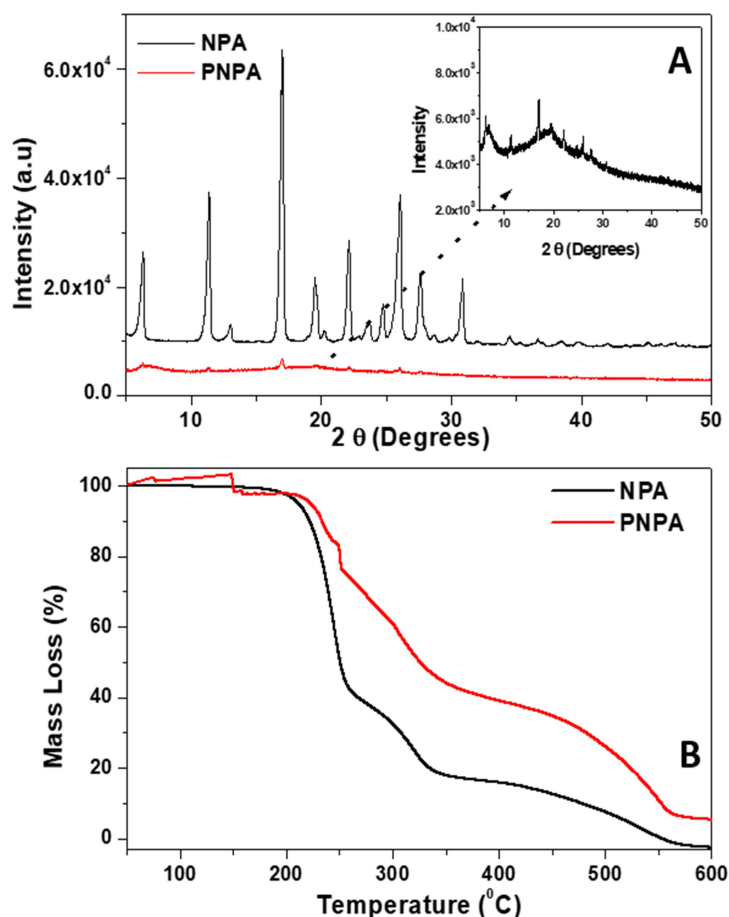 NPA
PNPA
A
Intensity (a.u)
6.0x10⁴
4.0x10⁴
2.0x10⁴
0.0
10 20 30 40 50
2 θ (Degrees)
Intensity
1.0x10⁴
8.0x10³
6.0x10³
4.0x10³
2.0x10³
10 20 30 40 50
2 θ (Degrees)
NPA
PNPA
B
Mass Loss (%)
100
80
60
40
20
0
100 200 300 400 500 600
Temperature (⁰C)